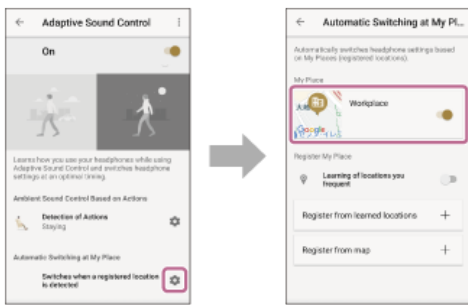 Adaptive Sound Control
On
Learns how you use your headphones while using
Adaptive Sound Control and switches headphone
settings at an optimal timing.
Ambient Sound Control Based on Actions
Detection of Actions
Staying
Automatic Switching at My Place
Switches when a registered location
is detected
Automatic Switching at My Pl...
Automatically switches headphone settings based
on My Places (registered locations).
My Place
Workplace
Google
Register My Place
Learning of locations you
frequent
Register from learned locations
Register from map